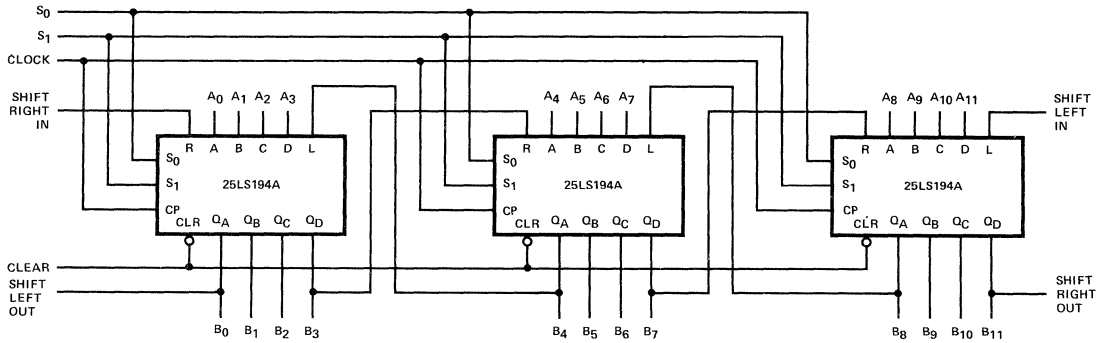 S0
S1
CLOCK
SHIFT RIGHT IN
A0 A1 A2 A3
A4 A5 A6 A7
A8 A9 A10 A11
SHIFT LEFT IN
R A B C D L
S0
S1
25LS194A
CP
CLR
QA QB QC QD
R A B C D L
S0
S1
25LS194A
CP
CLR
QA QB QC QD
R A B C D L
S0
S1
25LS194A
CP
CLR
QA QB QC QD
CLEAR
SHIFT LEFT OUT
SHIFT RIGHT OUT
B0 B1 B2 B3
B4 B5 B6 B7
B8 B9 B10 B11